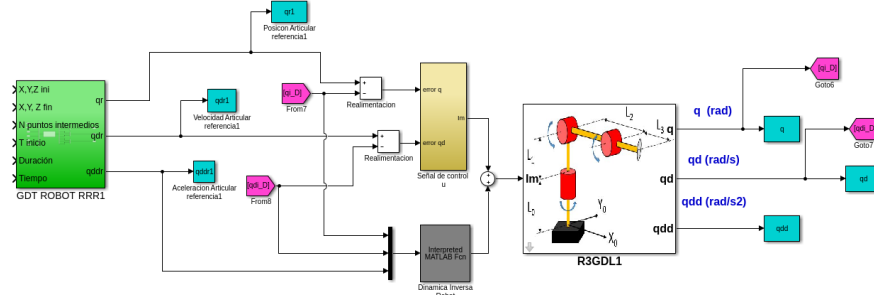 qr1
Posicon Articular
referencia1
X,Y,Z ini
X,Y, Z fin
N puntos intermedios
T inicio
Duración
Tiempo
qr
qdr
qddr
GDT ROBOT RRR1
qdr1
Velocidad Articular
referencia1
qddr1
Aceleracion Articular
referencia1
[qi_D]
From7
[qdi_D]
From8
+
−
Realimentacion
+
−
Realimentacion
error q
error qd
Im
Señal de control
u
+
+
Interpreted
MATLAB Fcn
Dinamica Inversa
Im
L2
L3
L0
Y0
X0
q
qd
qdd
R3GDL1
q (rad)
qd (rad/s)
qdd (rad/s2)
[qi_D]
Goto6
q
[qdi_D]
Goto7
qd
qdd